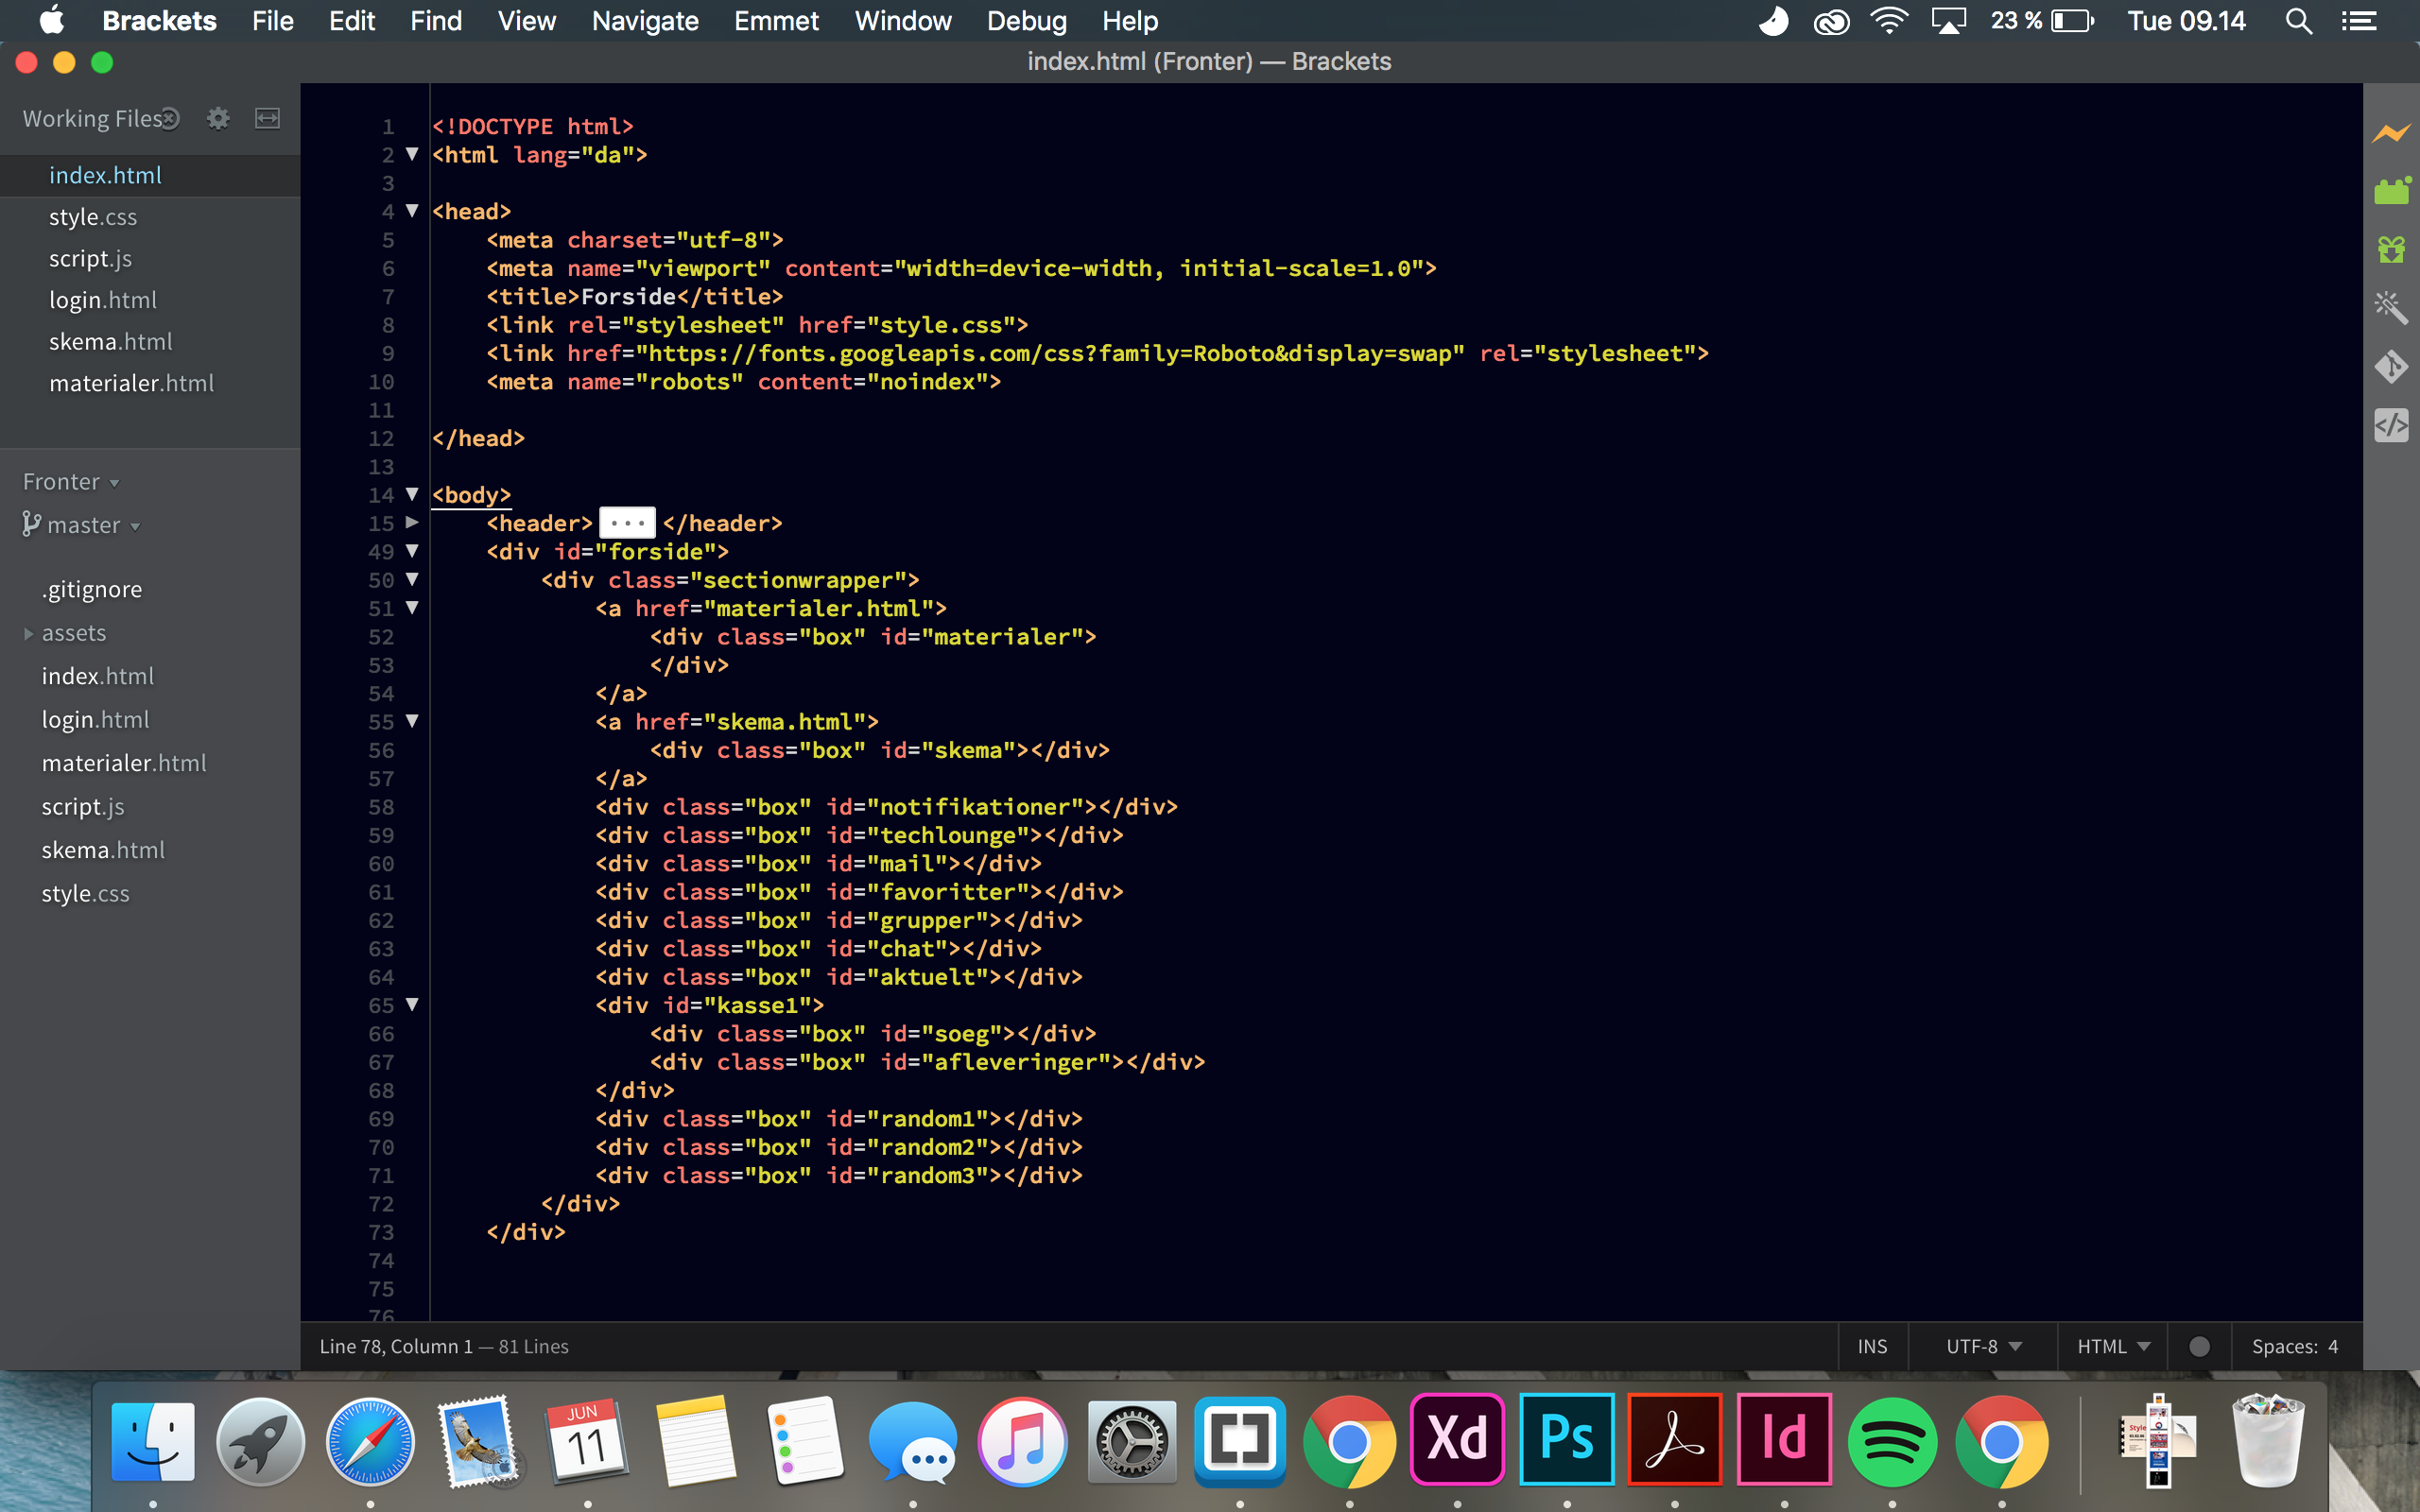 Brackets File Edit Find View Navigate Emmet Window Debug Help 23 % Tue 09.14
index.html (Fronter) — Brackets
Working Files
index.html
style.css
script.js
login.html
skema.html
materialer.html
Fronter
master
.gitignore
assets
index.html
login.html
materialer.html
script.js
skema.html
style.css
1 <!DOCTYPE html>
2 <html lang="da">
3
4 <head>
5 <meta charset="utf-8">
6 <meta name="viewport" content="width=device-width, initial-scale=1.0">
7 <title>Forside</title>
8 <link rel="stylesheet" href="style.css">
9 <link href="https://fonts.googleapis.com/css?family=Roboto&display=swap" rel="stylesheet">
10 <meta name="robots" content="noindex">
11
12 </head>
13
14 <body>
15 <header>...</header>
49 <div id="forside">
50 <div class="sectionwrapper">
51 <a href="materialer.html">
52 <div class="box" id="materialer">
53 </div>
54 </a>
55 <a href="skema.html">
56 <div class="box" id="skema"></div>
57 </a>
58 <div class="box" id="notifikationer"></div>
59 <div class="box" id="techlounge"></div>
60 <div class="box" id="mail"></div>
61 <div class="box" id="favoritter"></div>
62 <div class="box" id="grupper"></div>
63 <div class="box" id="chat"></div>
64 <div class="box" id="aktuelt"></div>
65 <div id="kasse1">
66 <div class="box" id="soeg"></div>
67 <div class="box" id="afleveringer"></div>
68 </div>
69 <div class="box" id="random1"></div>
70 <div class="box" id="random2"></div>
71 <div class="box" id="random3"></div>
72 </div>
73 </div>
74
75
76
Line 78, Column 1 — 81 Lines INS UTF-8 HTML Spaces: 4
JUN
11
Xd Ps Id